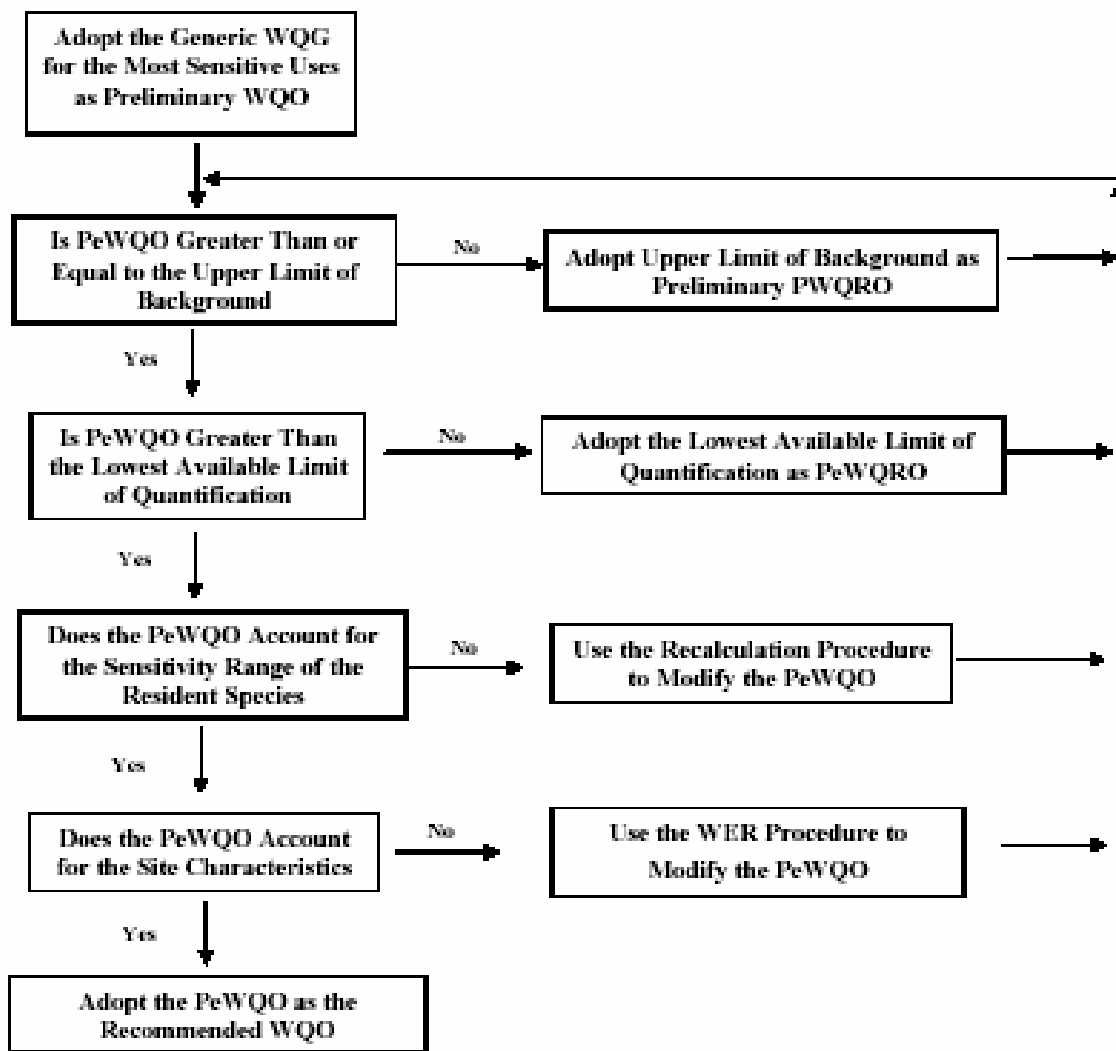 Adopt the Generic WQG
for the Most Sensitive Uses
as Preliminary WQO
Is PeWQO Greater Than or
Equal to the Upper Limit of
Background
No
Adopt Upper Limit of Background as
Preliminary PWQRO
Yes
Is PeWQO Greater Than
the Lowest Available Limit
of Quantification
No
Adopt the Lowest Available Limit of
Quantification as PeWQRO
Yes
Does the PeWQO Account for
the Sensitivity Range of the
Resident Species
No
Use the Recalculation Procedure
to Modify the PeWQO
Yes
Does the PeWQO Account
for the Site Characteristics
No
Use the WER Procedure to
Modify the PeWQO
Yes
Adopt the PeWQO as the
Recommended WQO